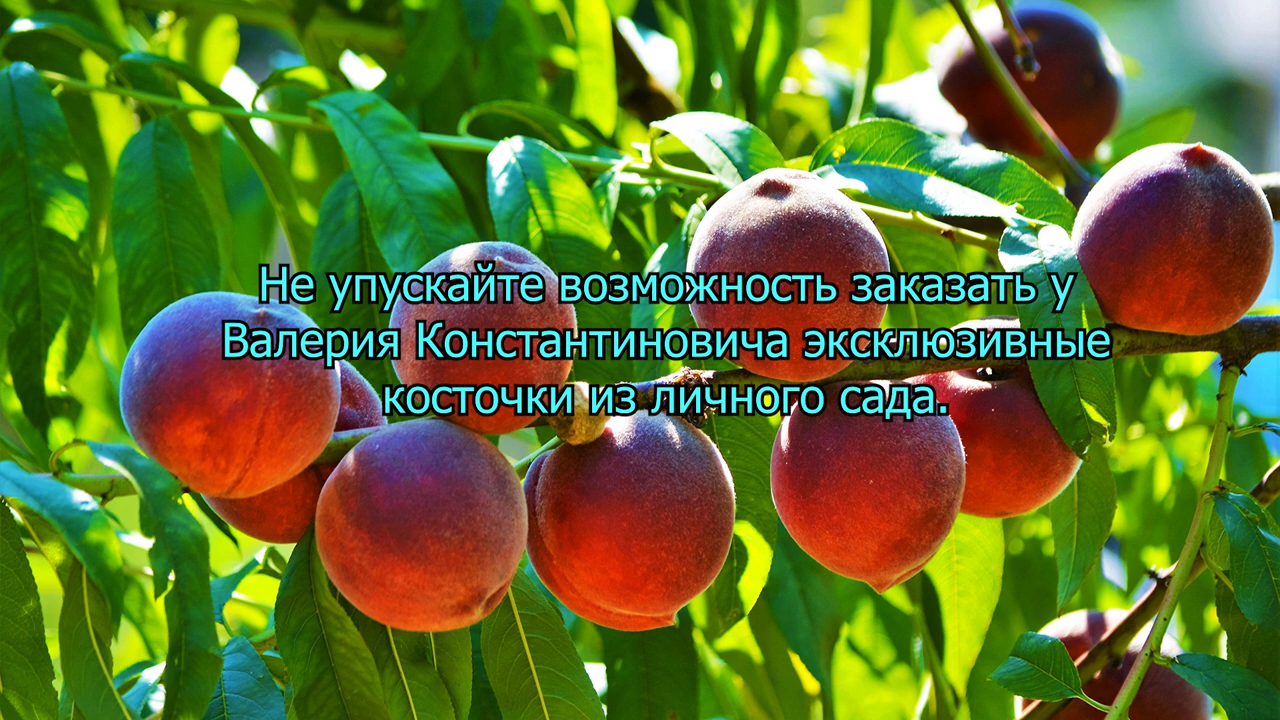 Не упускайте возможность заказать у
Валерия Константиновича эксклюзивные
косточки из личного сада.